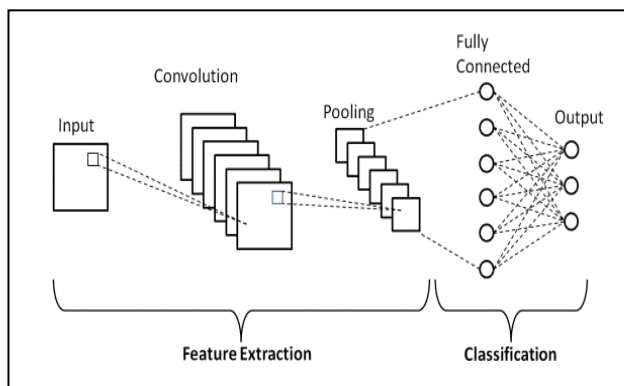 Input
Convolution
Pooling
Fully
Connected
Output
Feature Extraction
Classification